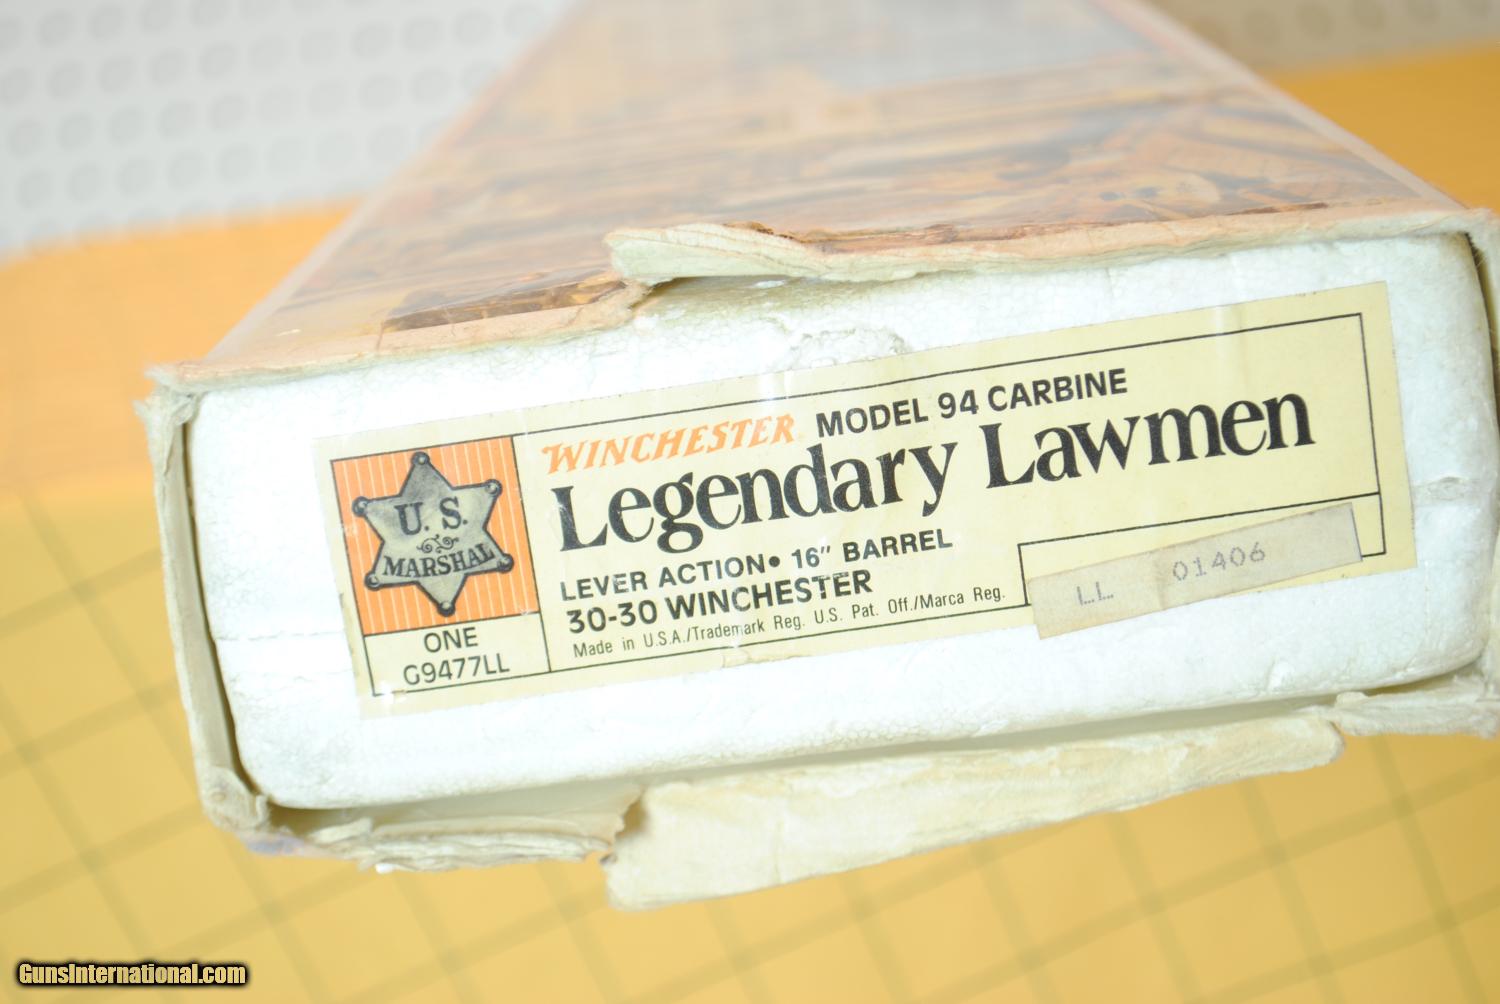 WINCHESTER MODEL 94 CARBINE
Legendary Lawmen
LEVER ACTION • 16" BARREL
30-30 WINCHESTER
Made in U.S.A./Trademark Reg. U.S. Pat. Off./Marca Reg.
U. S.
MARSHAL
ONE
G9477LL
LL 01406
GunsInternational.com